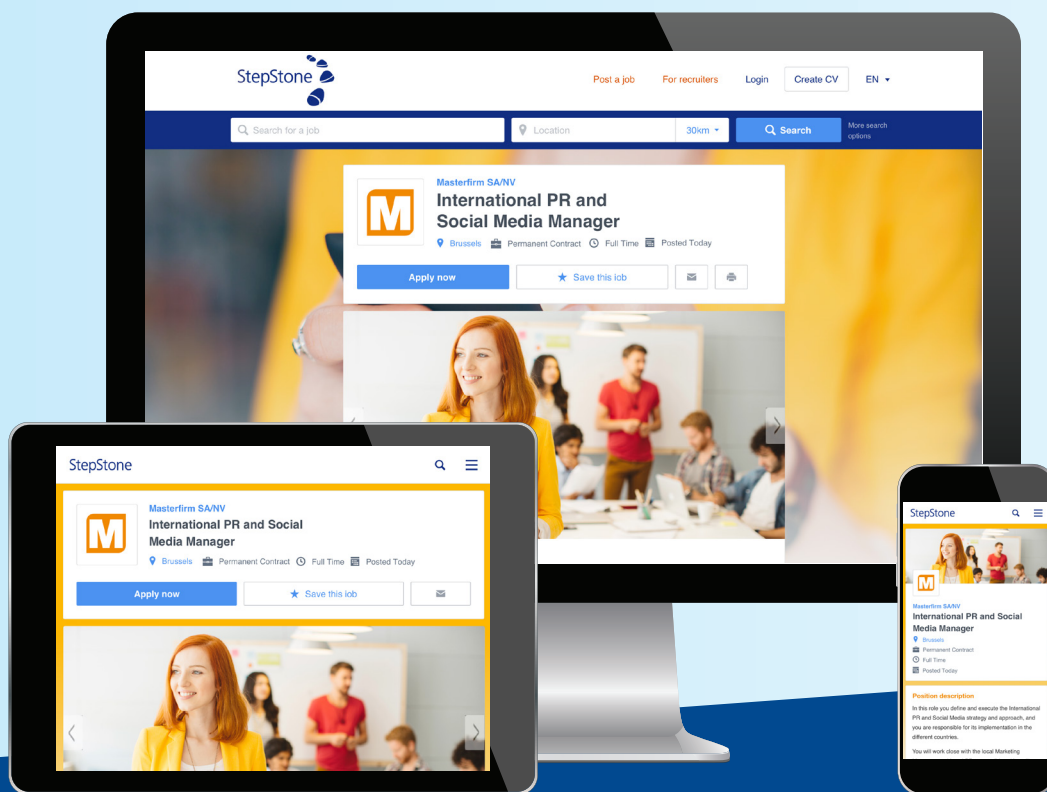 StepStone
Post a job
For recruiters
Login
Create CV
EN
Search for a job
Location
30km
Search
More search
options
M
Masterfirm SA/NV
International PR and
Social Media Manager
Brussels
Permanent Contract
Full Time
Posted Today
Apply now
Save this job
StepStone
M
Masterfirm SA/NV
International PR and Social
Media Manager
Brussels
Permanent Contract
Full Time
Posted Today
Apply now
Save this job
StepStone
M
Masterfirm SA/NV
International PR and Social
Media Manager
Brussels
Permanent Contract
Full Time
Posted Today
Position description
In this role you define and execute the International
PR and Social Media strategy and approach, and
you are responsible for its implementation in the
different countries.
You will work close with the local Marketing